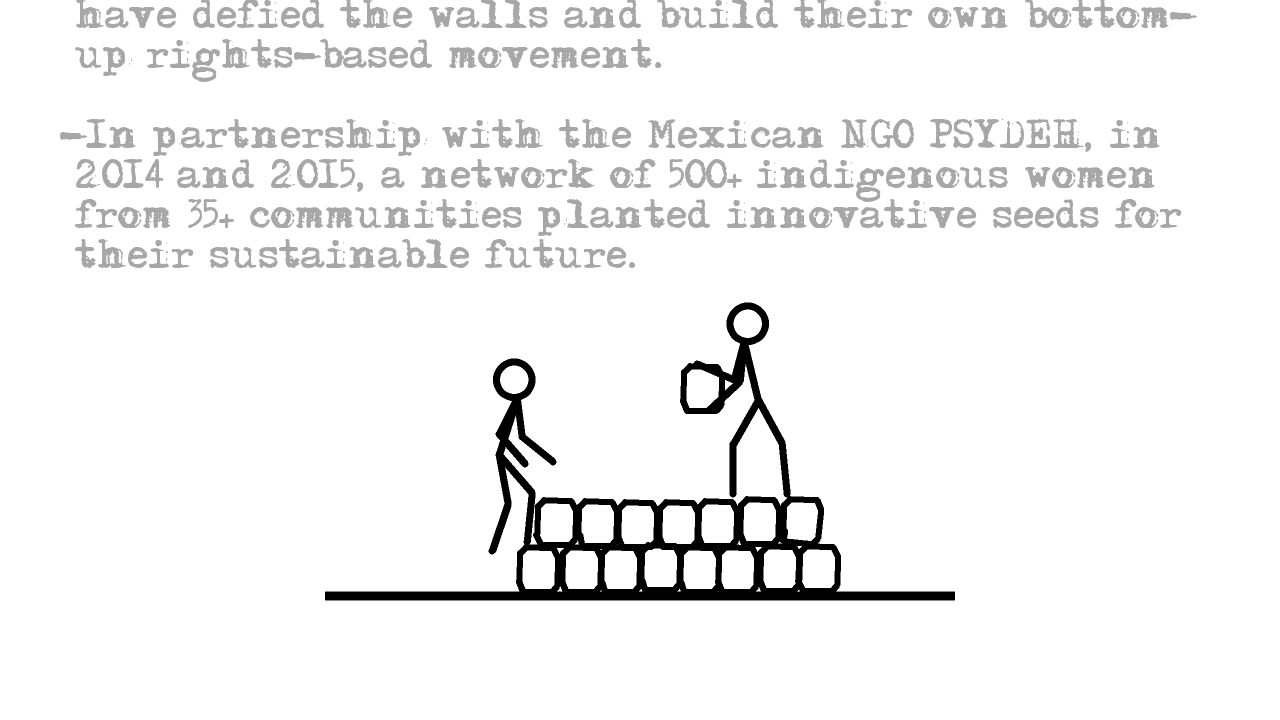 have defied the walls and build their own bottom-
up rights-based movement.
-In partnership with the Mexican NGO PSYDEH, in
2014 and 2015, a network of 500+ indigenous women
from 35+ communities planted innovative seeds for
their sustainable future.